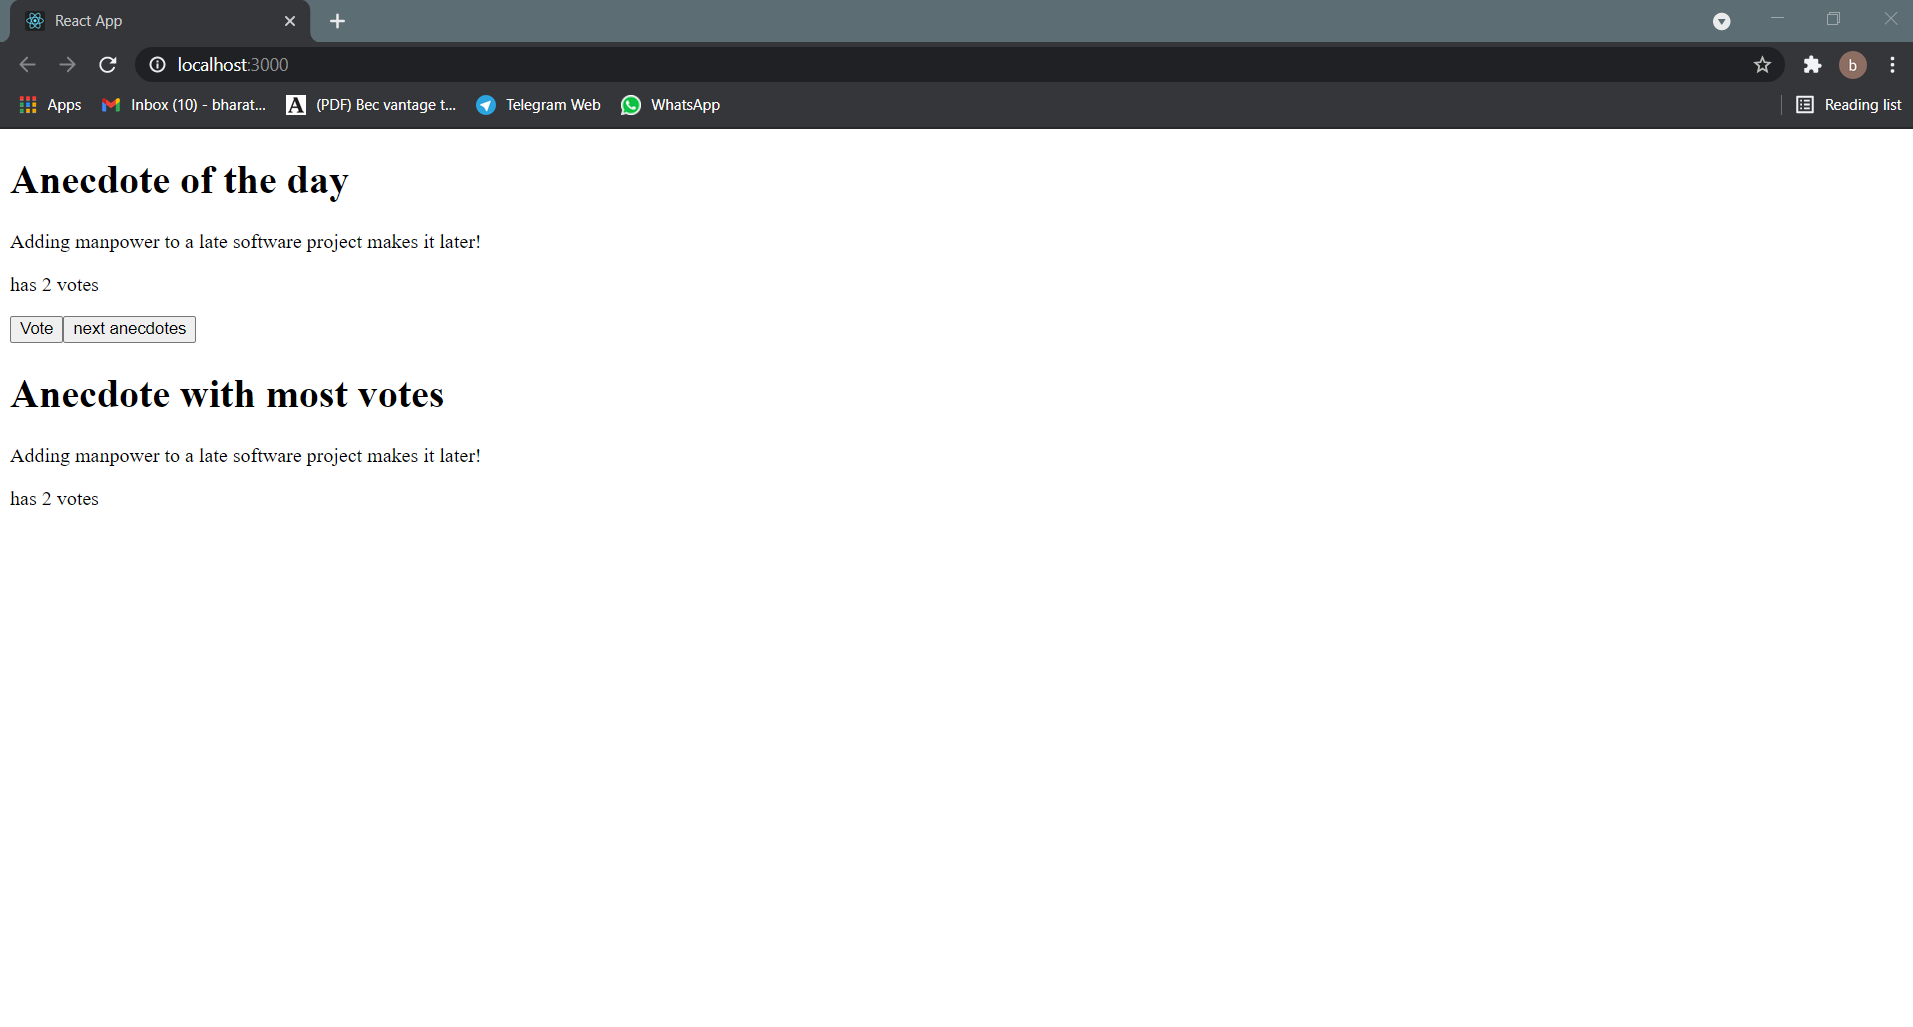 React App
localhost:3000
b
Apps
Inbox (10) - bharat...
A
(PDF) Bec vantage t...
Telegram Web
WhatsApp
Reading list
Anecdote of the day
Adding manpower to a late software project makes it later!
has 2 votes
Vote
next anecdotes
Anecdote with most votes
Adding manpower to a late software project makes it later!
has 2 votes